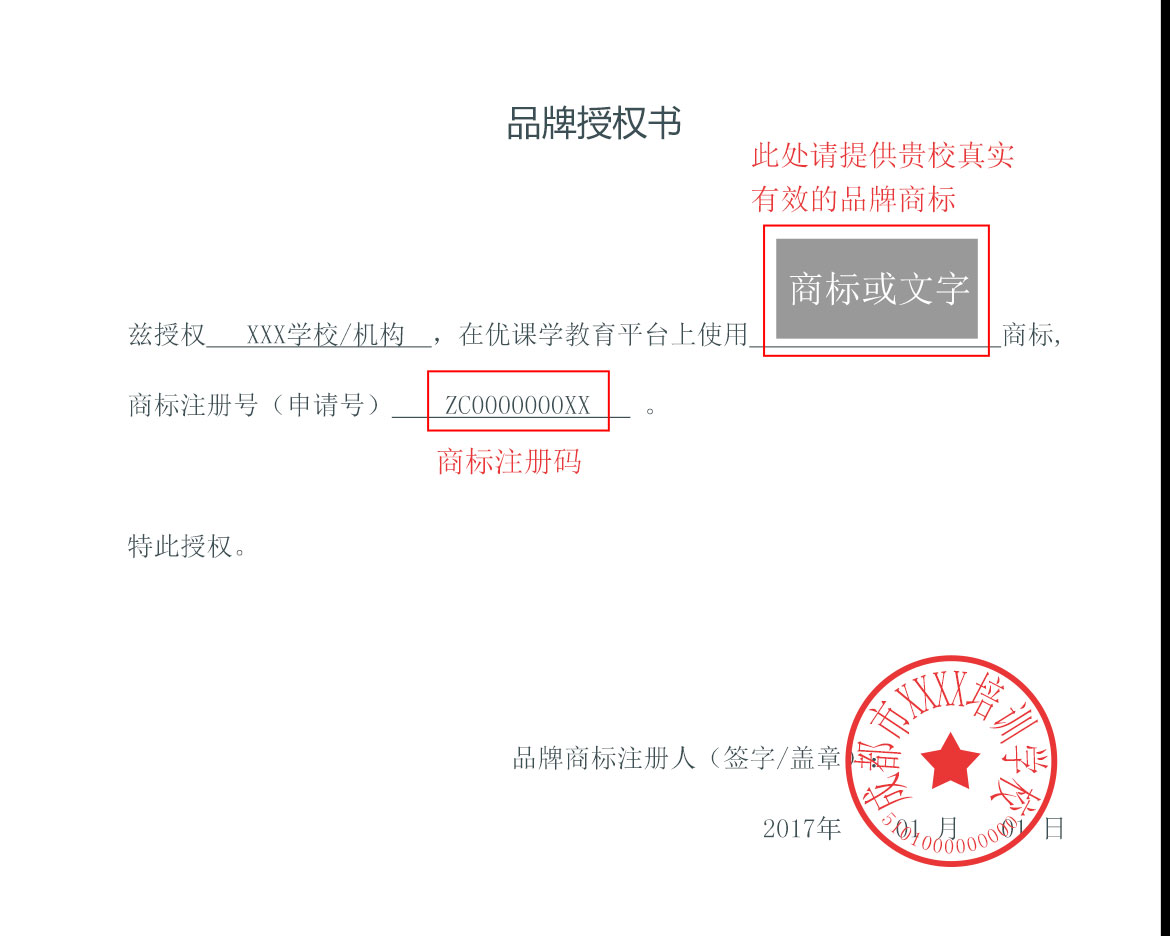 品牌授权书
此处请提供贵校真实
有效的品牌商标
商标或文字
兹授权 XXX学校/机构 ，在优课学教育平台上使用 商标,
商标注册号（申请号） ZC0000000XX 。
商标注册码
特此授权。
成都市XXXX培训学校
品牌商标注册人（签字/盖章）：
2017年 01 月 01 日
5101000000000